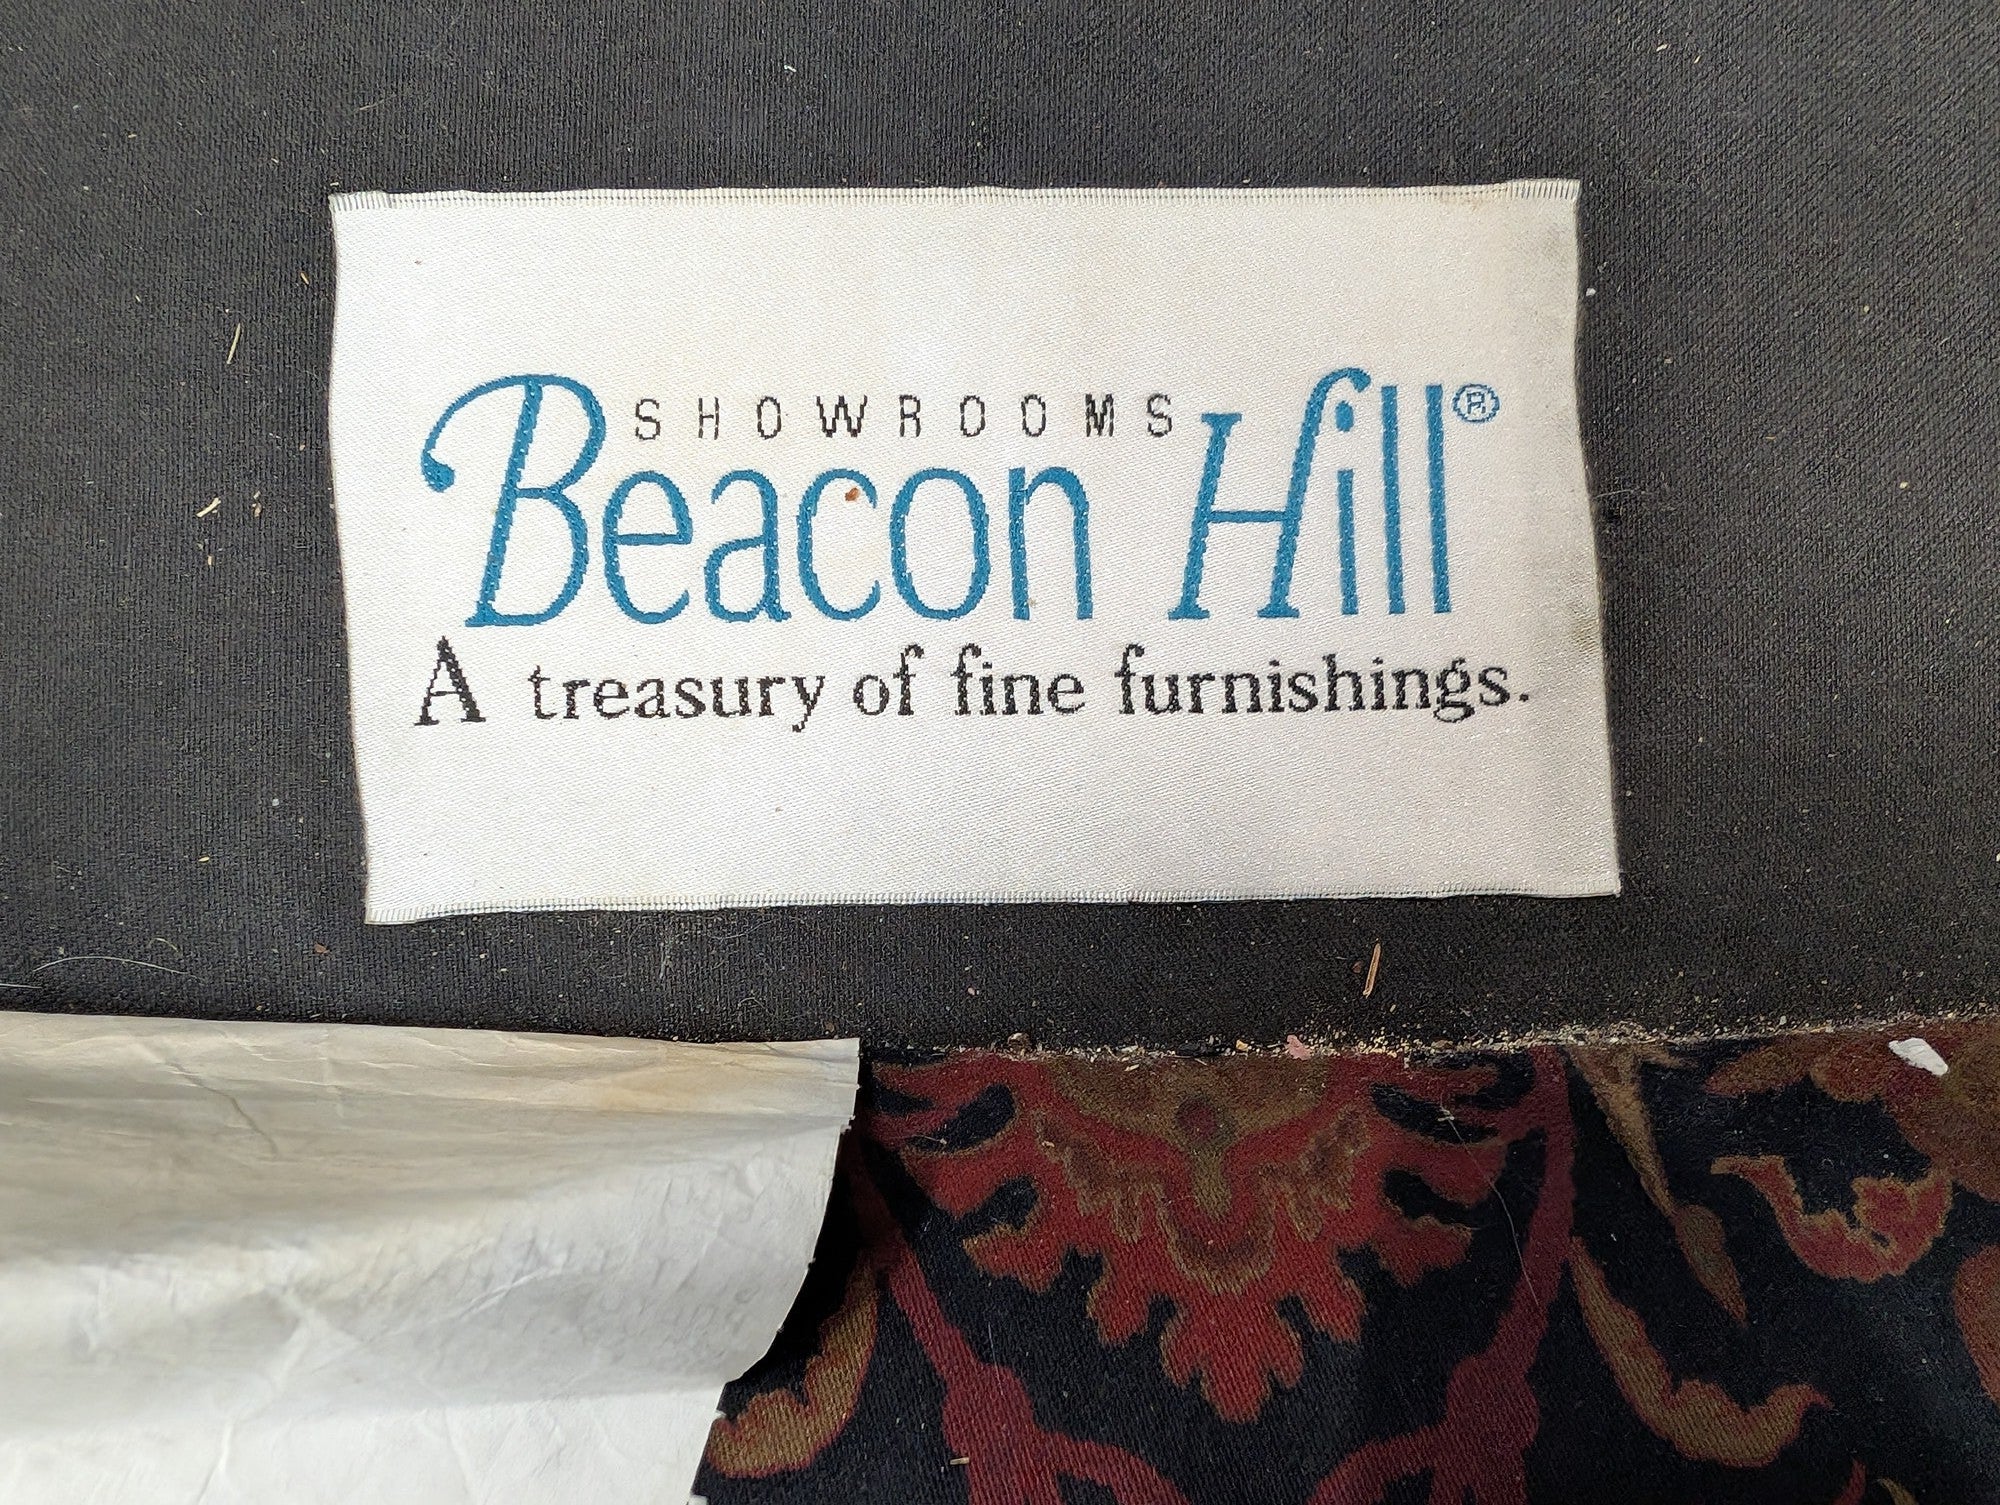 SHOWROOMS
Beacon Hill®
A treasury of fine furnishings.